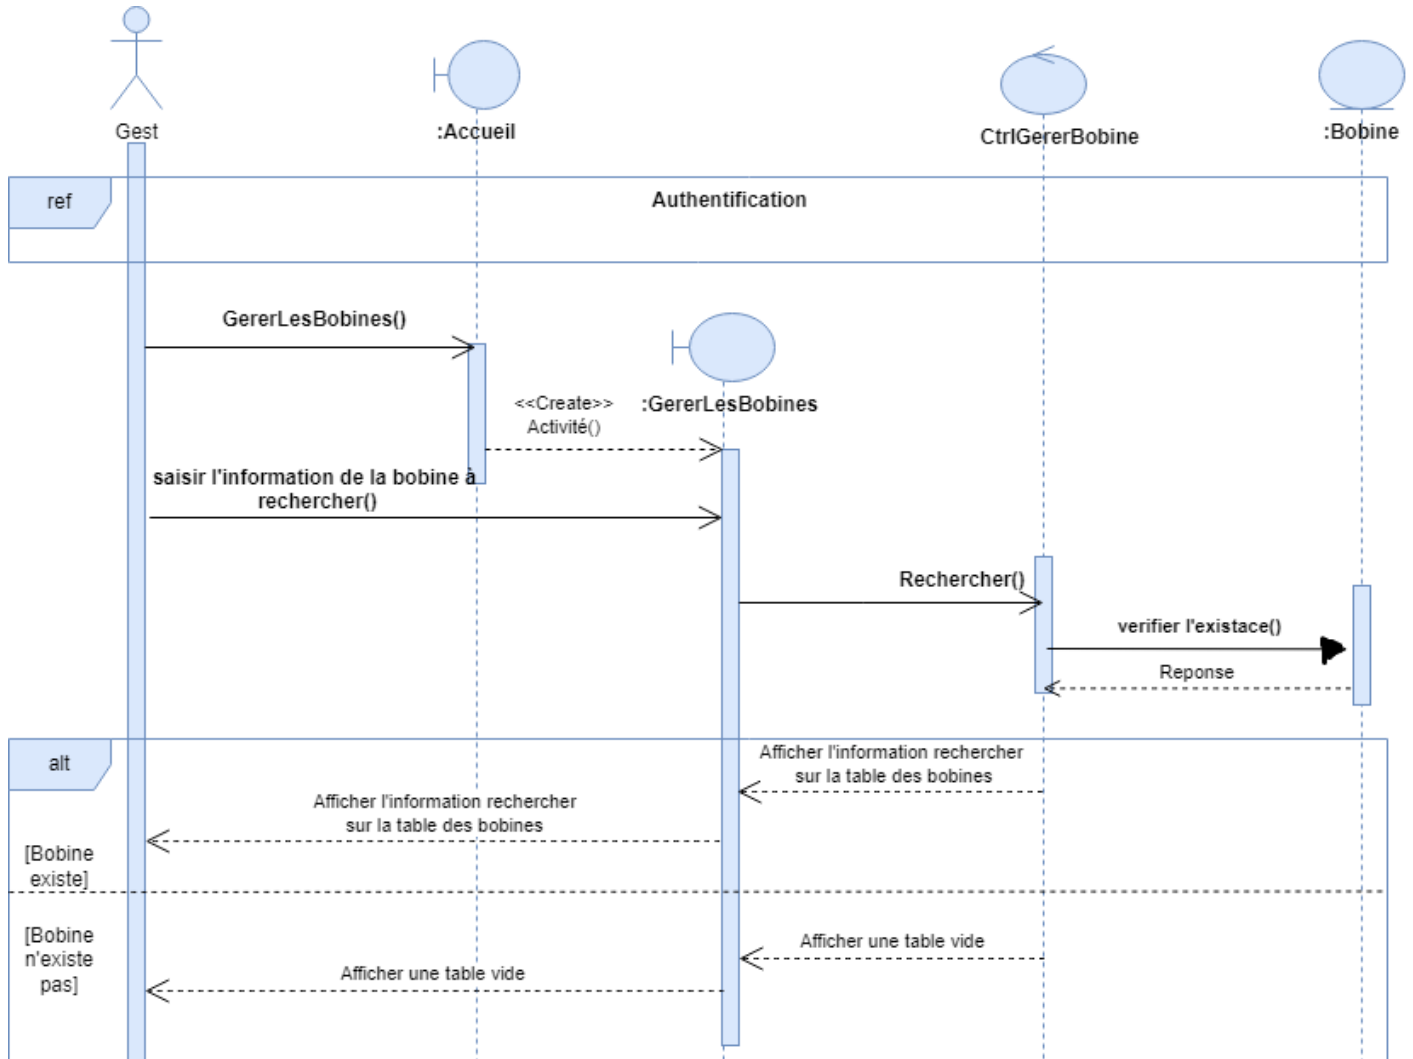 Gest
:Accueil
CtrlGererBobine
:Bobine
ref
Authentification
GererLesBobines()
<<Create>>
Activité()
:GererLesBobines
saisir l'information de la bobine à
rechercher()
Rechercher()
verifier l'existace()
Reponse
alt
Afficher l'information rechercher
sur la table des bobines
Afficher l'information rechercher
sur la table des bobines
[Bobine
existe]
[Bobine
n'existe
pas]
Afficher une table vide
Afficher une table vide